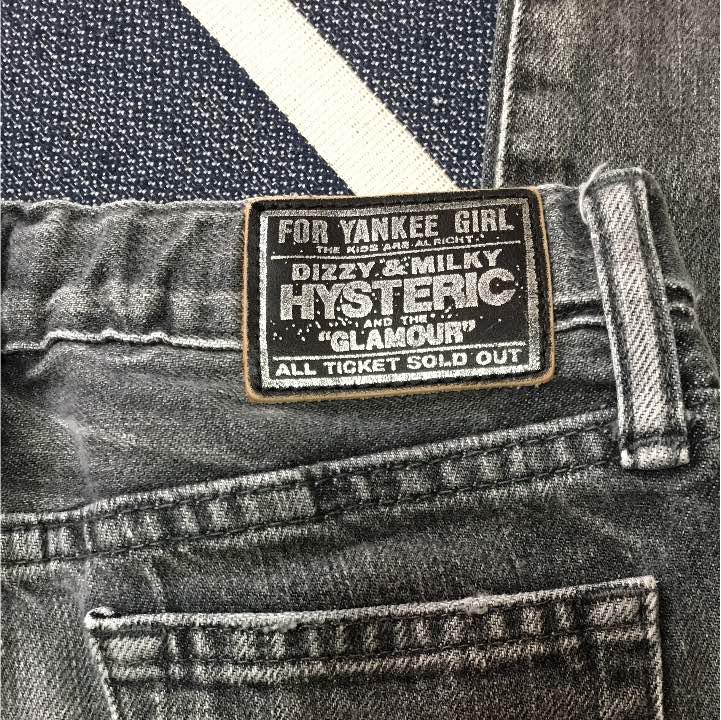 FOR YANKEE GIRL
THE KIDS ARE ALRIGHT
DIZZY & MILKY
HYSTERIC
AND THE
"GLAMOUR"
ALL TICKET SOLD OUT